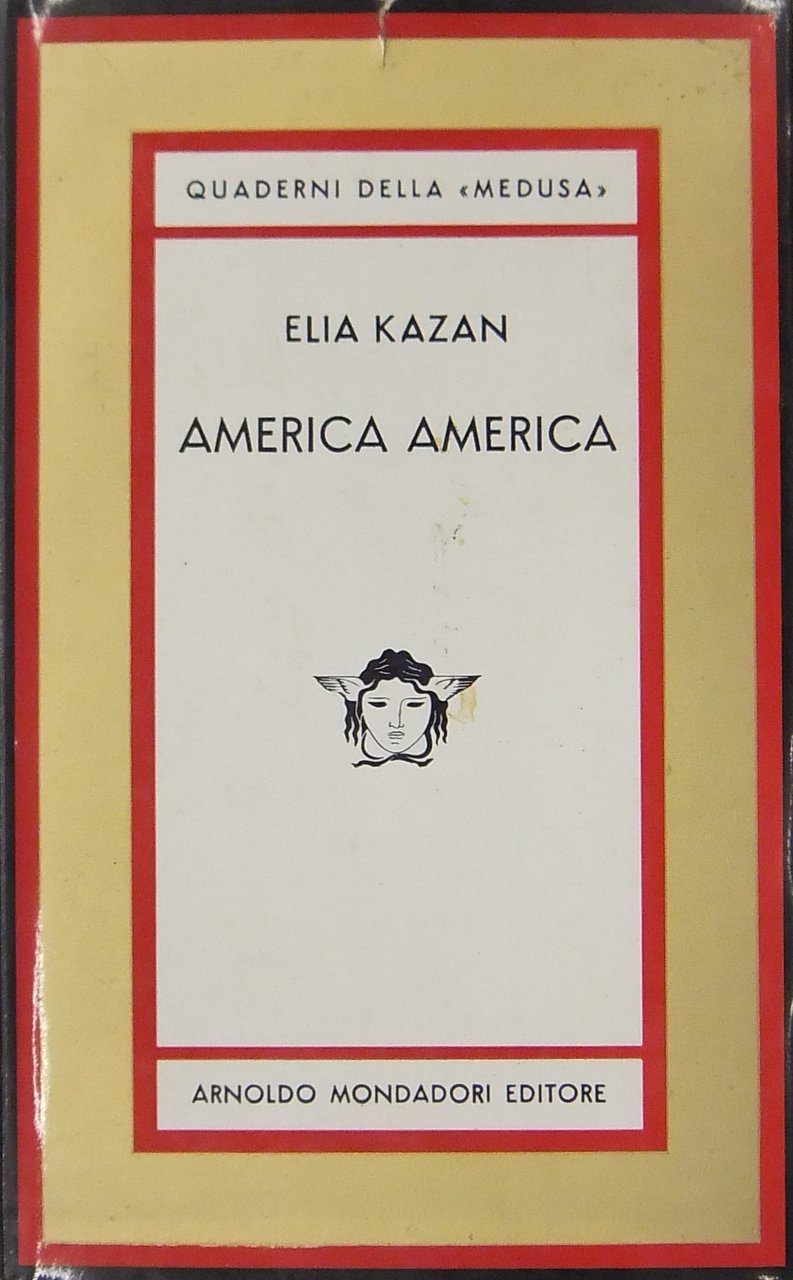 QUADERNI DELLA «MEDUSA»
ELIA KAZAN
AMERICA AMERICA
ARNOLDO MONDADORI EDITORE